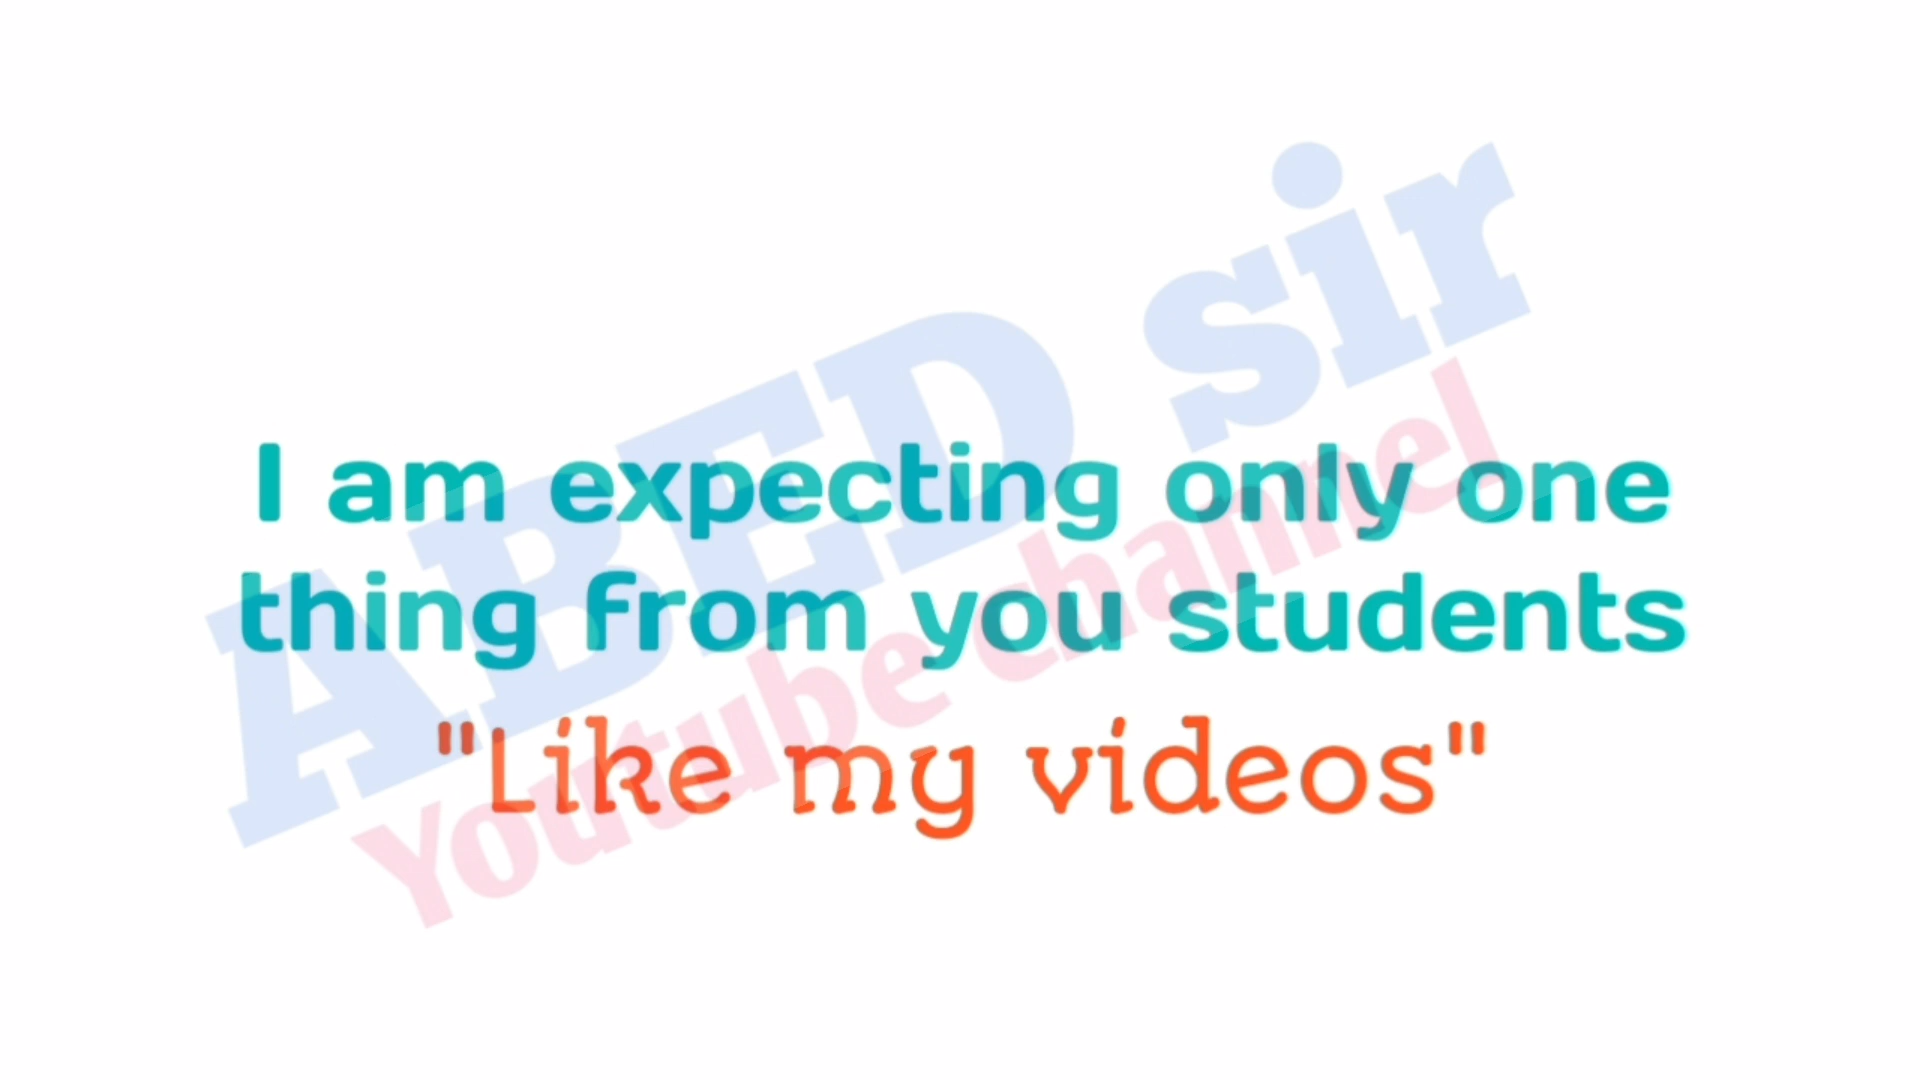 I am expecting only one
thing from you students
"Like my videos"
ABED sir
Youtube channel